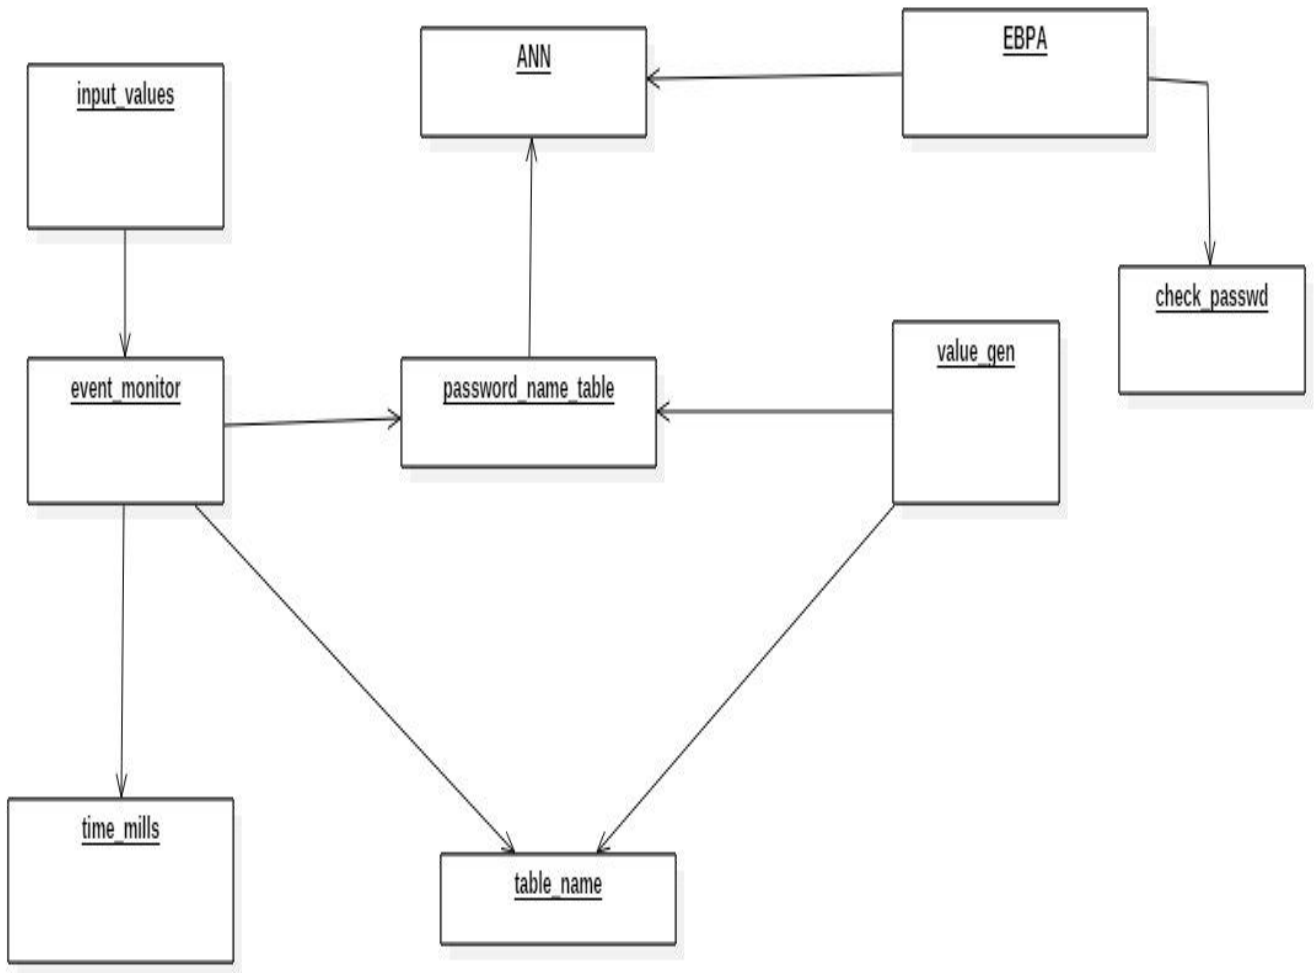 ANN
EBPA
input_values
check_passwd
value_gen
event_monitor
password_name_table
time_mills
table_name